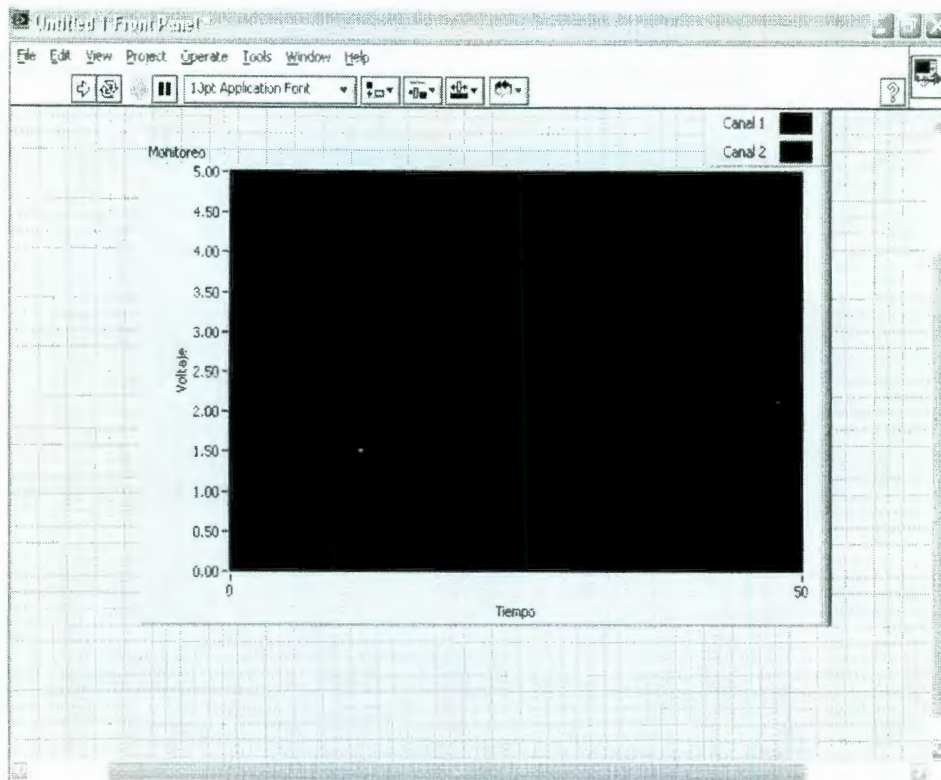 Untitled 1 Front Panel
File Edit View Project Operate Tools Window Help
13pt Application Font
?
Canal 1
Canal 2
Monitoreo
5.00
4.50
4.00
3.50
3.00
2.50
2.00
1.50
1.00
0.50
0.00
Voltaje
0
50
Tiempo